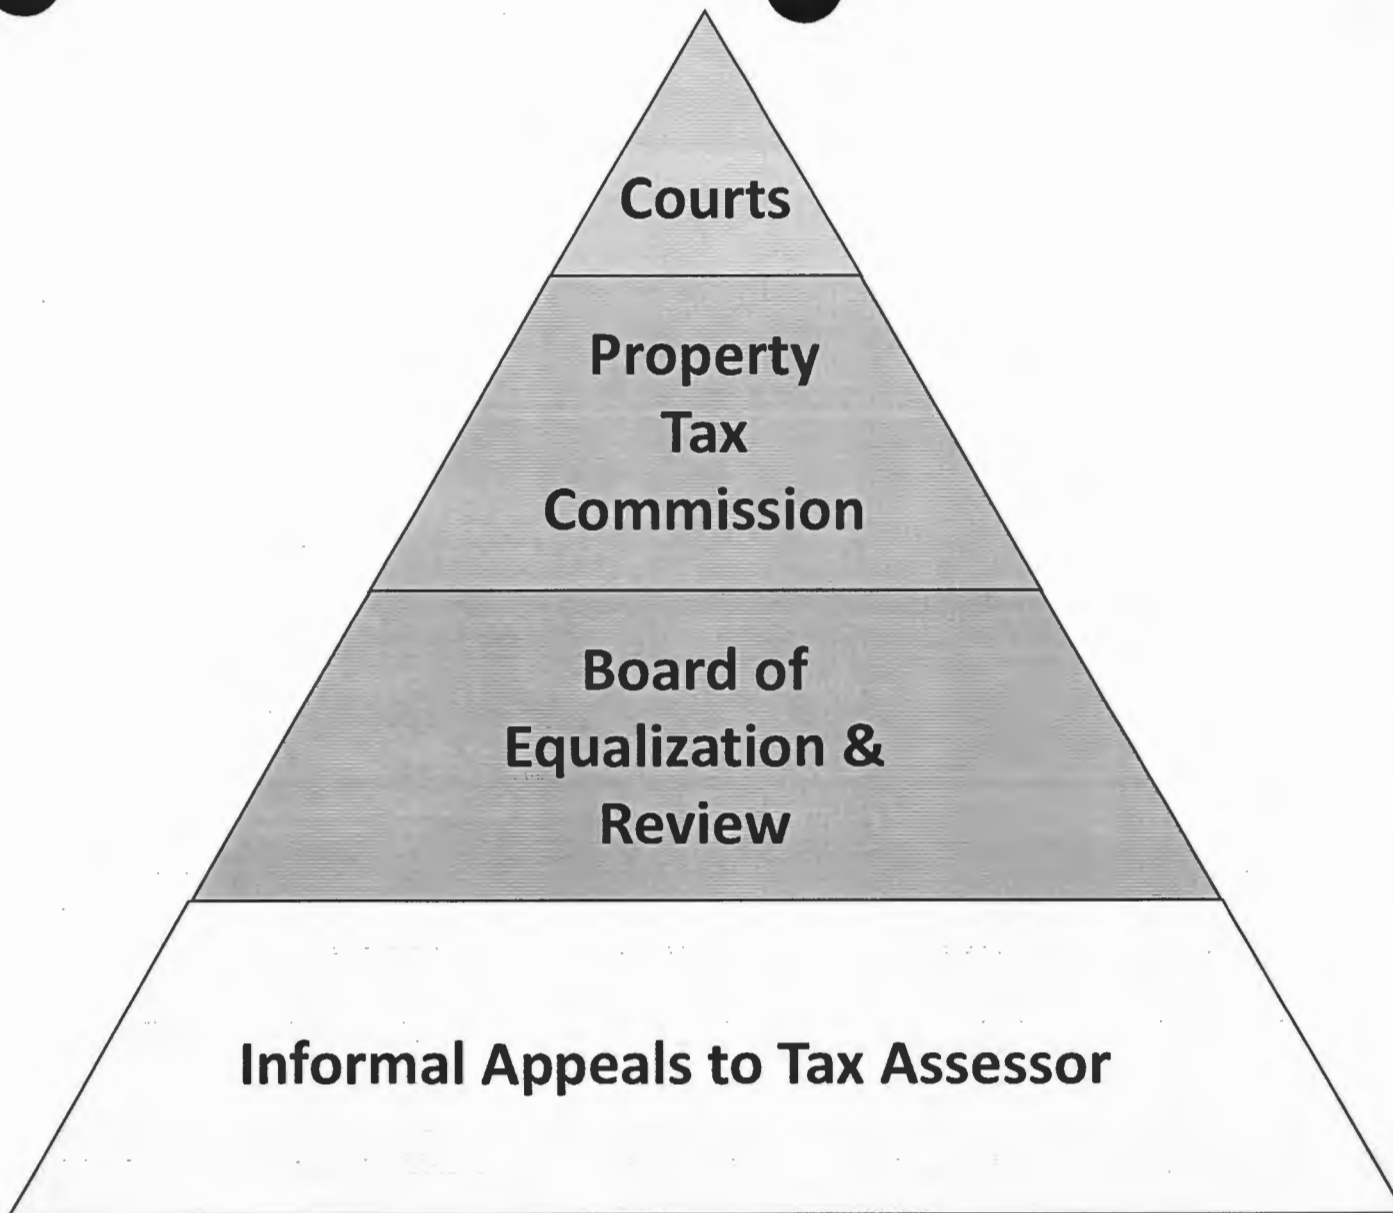 Courts
Property
Tax
Commission
Board of
Equalization &
Review
Informal Appeals to Tax Assessor